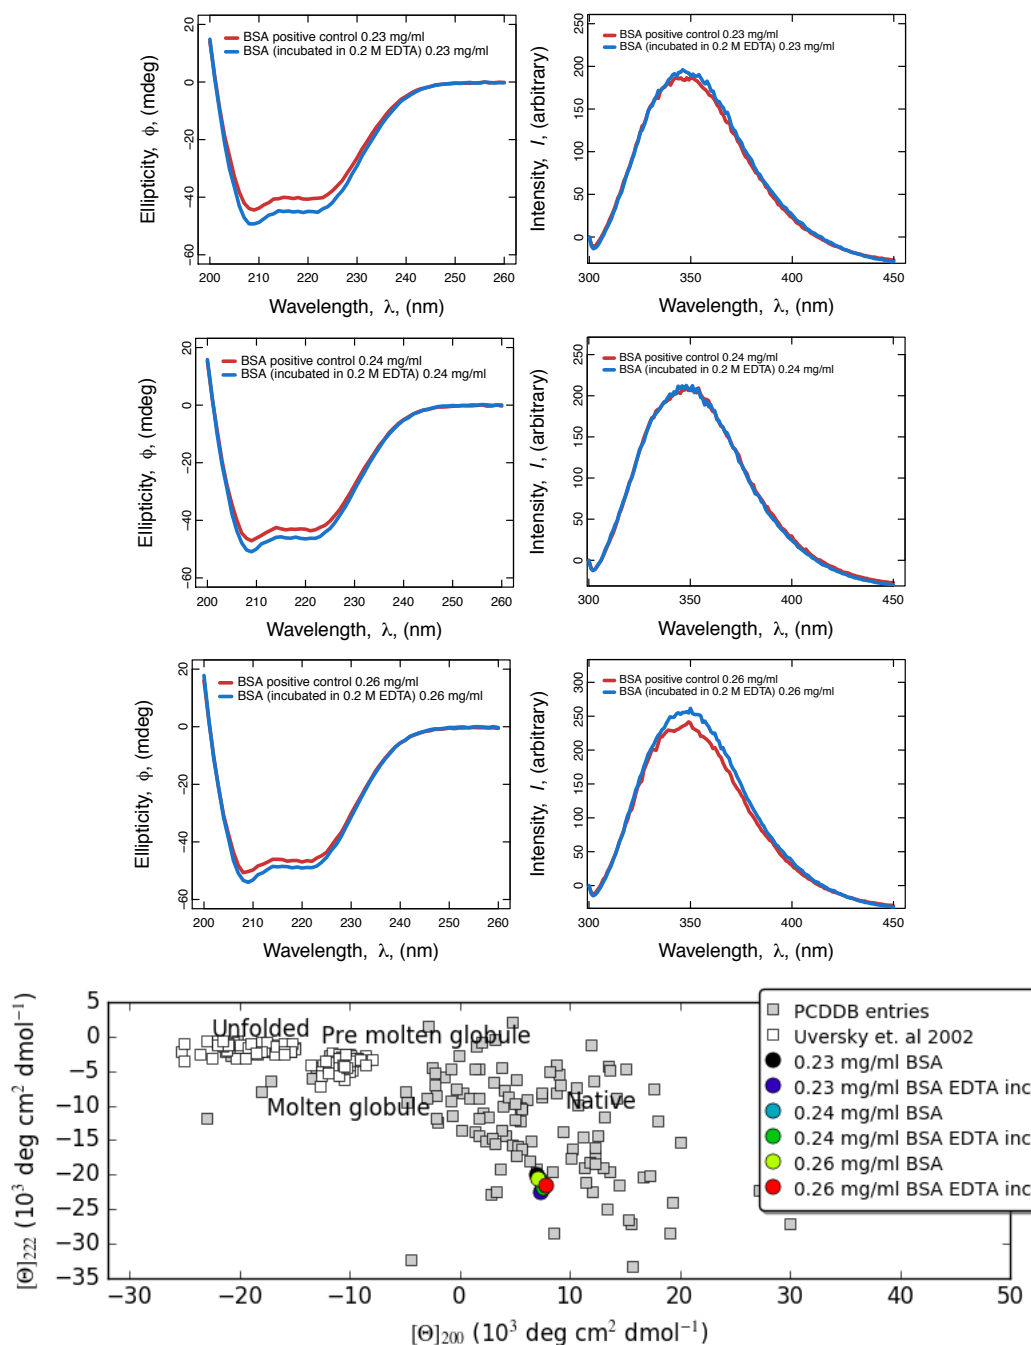 BSA positive control 0.23 mg/ml
BSA (incubated in 0.2 M EDTA) 0.23 mg/ml
Ellipticity, ϕ, (mdeg)
20
0
−20
−40
−60
200 210 220 230 240 250 260
Wavelength, λ, (nm)
BSA positive control 0.23 mg/ml
BSA (incubated in 0.2 M EDTA) 0.23 mg/ml
Intensity, I, (arbitrary)
250
200
150
100
50
0
300 350 400 450
Wavelength, λ, (nm)
BSA positive control 0.24 mg/ml
BSA (incubated in 0.2 M EDTA) 0.24 mg/ml
Ellipticity, ϕ, (mdeg)
20
0
−20
−40
−60
200 210 220 230 240 250 260
Wavelength, λ, (nm)
BSA positive control 0.24 mg/ml
BSA (incubated in 0.2 M EDTA) 0.24 mg/ml
Intensity, I, (arbitrary)
250
200
150
100
50
0
300 350 400 450
Wavelength, λ, (nm)
BSA positive control 0.26 mg/ml
BSA (incubated in 0.2 M EDTA) 0.26 mg/ml
Ellipticity, ϕ, (mdeg)
20
0
−20
−40
−60
200 210 220 230 240 250 260
Wavelength, λ, (nm)
BSA positive control 0.26 mg/ml
BSA (incubated in 0.2 M EDTA) 0.26 mg/ml
Intensity, I, (arbitrary)
300
250
200
150
100
50
0
300 350 400 450
Wavelength, λ, (nm)
[Θ]₂₂₂ (10³ deg cm² dmol⁻¹)
5
0
−5
−10
−15
−20
−25
−30
−35
Unfolded
Pre molten globule
Molten globule
Native
PCDDB entries
Uversky et. al 2002
0.23 mg/ml BSA
0.23 mg/ml BSA EDTA inc
0.24 mg/ml BSA
0.24 mg/ml BSA EDTA inc
0.26 mg/ml BSA
0.26 mg/ml BSA EDTA inc
−30 −20 −10 0 10 20 30 40 50
[Θ]₂₀₀ (10³ deg cm² dmol⁻¹)